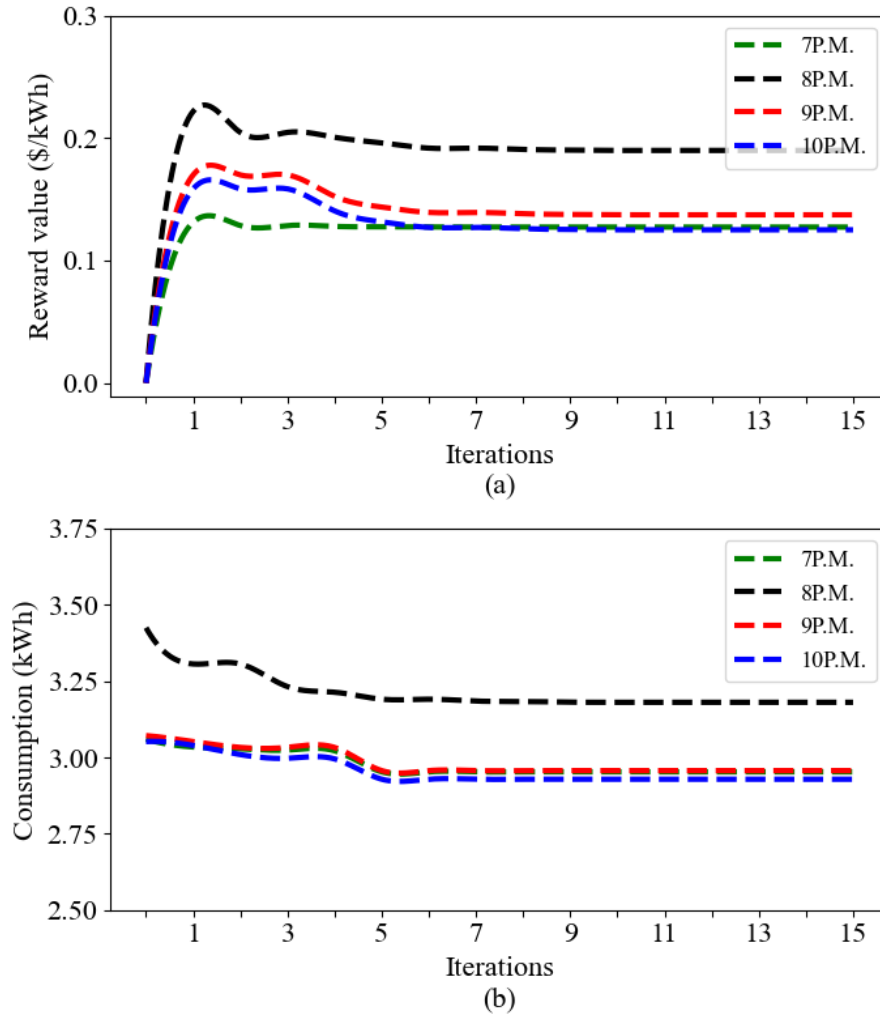 0.3
0.2
0.1
0.0
Reward value ($/kWh)
7P.M.
8P.M.
9P.M.
10P.M.
1 3 5 7 9 11 13 15
Iterations
(a)
3.75
3.50
3.25
3.00
2.75
2.50
Consumption (kWh)
7P.M.
8P.M.
9P.M.
10P.M.
1 3 5 7 9 11 13 15
Iterations
(b)